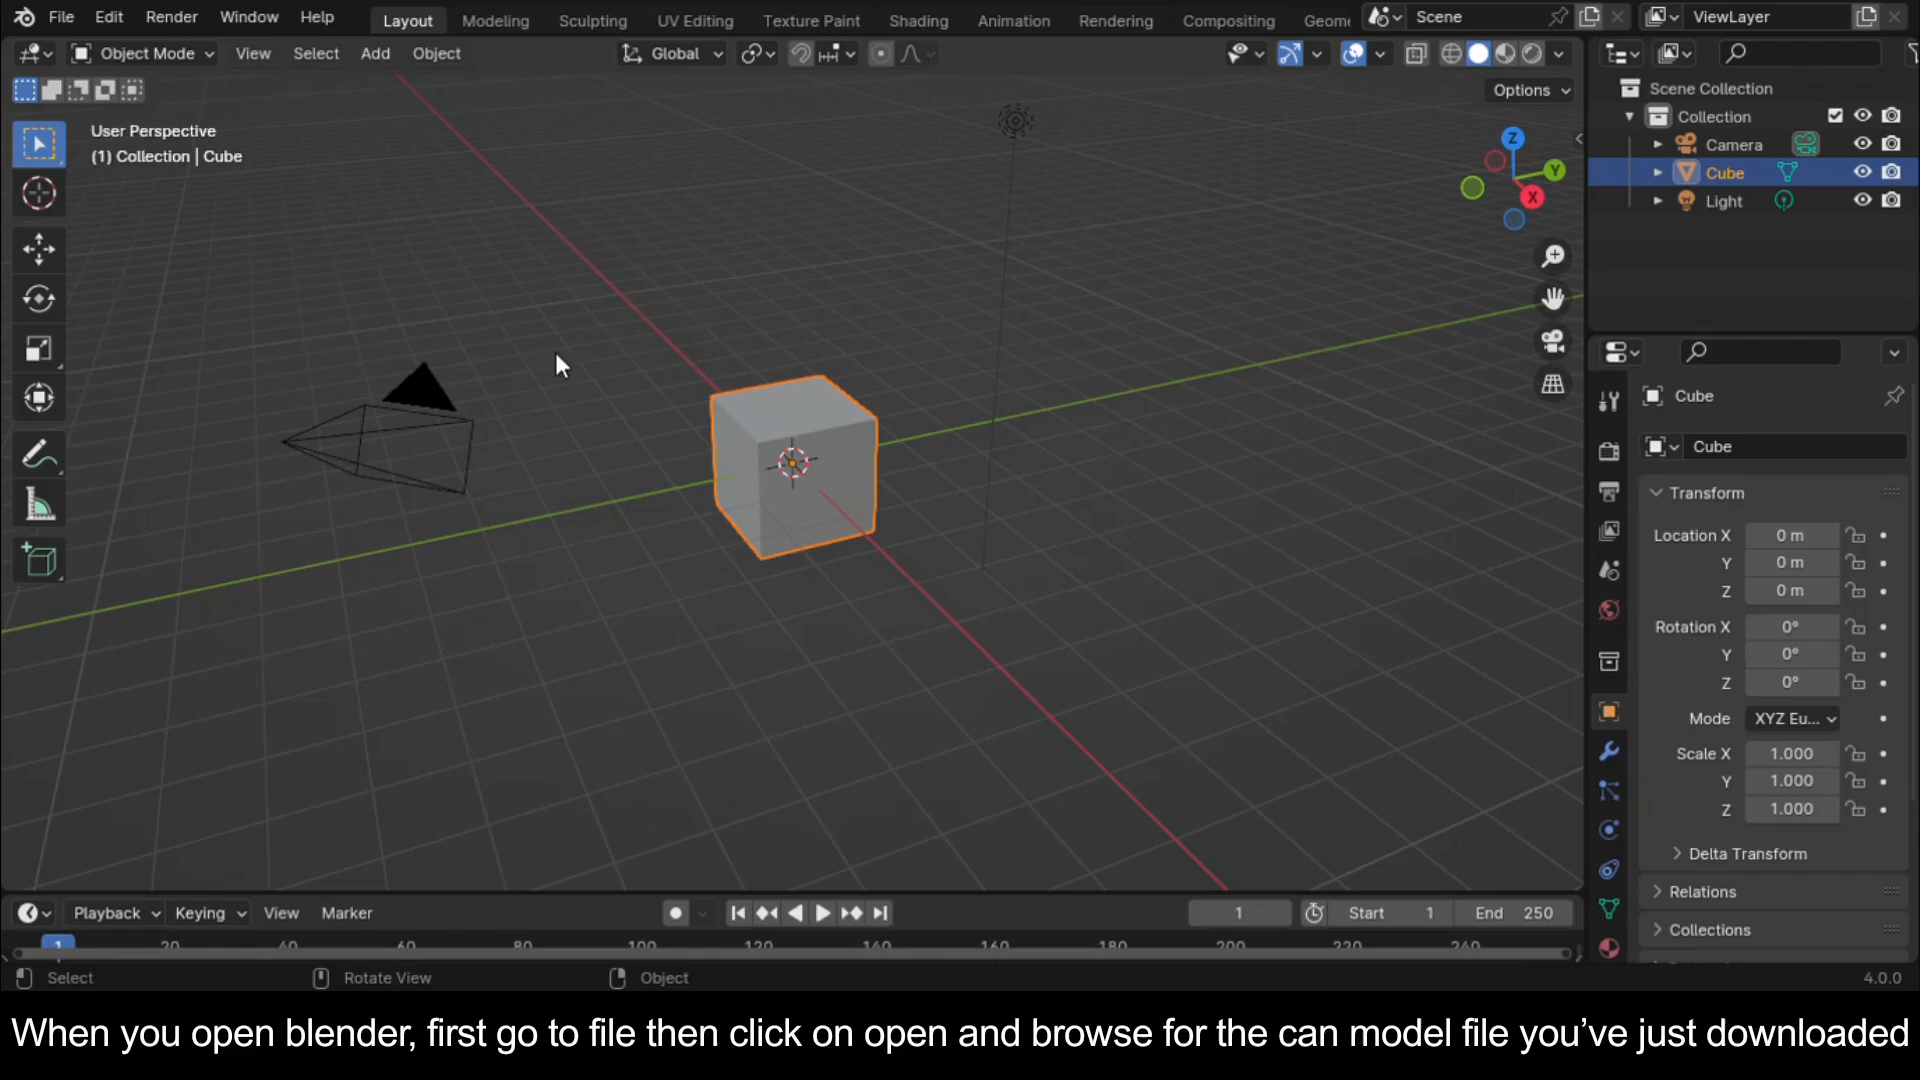 File Edit Render Window Help Layout Modeling Sculpting UV Editing Texture Paint Shading Animation Rendering Compositing Geome Scene ViewLayer
Object Mode View Select Add Object Global
Options
User Perspective
(1) Collection | Cube
Z
Y
X
Scene Collection
Collection
Camera
Cube
Light
Cube
Cube
Transform
Location X 0 m
Y 0 m
Z 0 m
Rotation X 0°
Y 0°
Z 0°
Mode XYZ Eu...
Scale X 1.000
Y 1.000
Z 1.000
Delta Transform
Relations
Collections
Playback Keying View Marker 1 Start 1 End 250
1 20 40 60 80 100 120 140 160 180 200 220 240
Select Rotate View Object 4.0.0
When you open blender, first go to file then click on open and browse for the can model file you've just downloaded